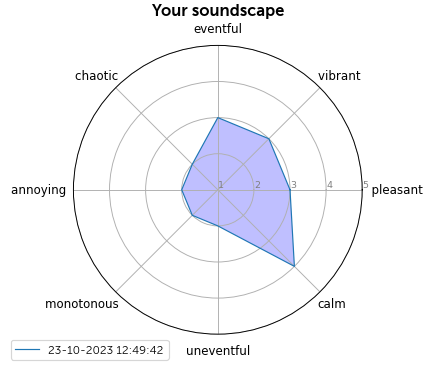 Your soundscape
eventful
chaotic
vibrant
annoying
1 2 3 4 5
pleasant
monotonous
calm
uneventful
23-10-2023 12:49:42